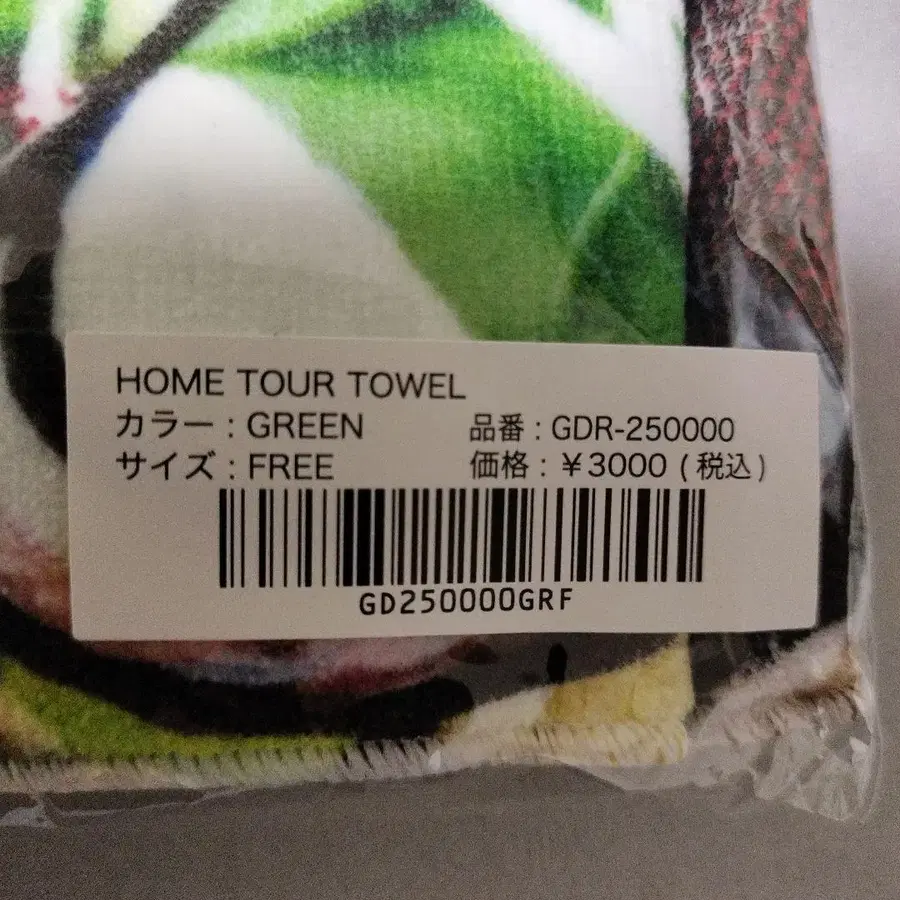 HOME TOUR TOWEL
カラー : GREEN 品番 : GDR-250000
サイズ : FREE 価格 : ¥3000 (税込)
GD250000GRF